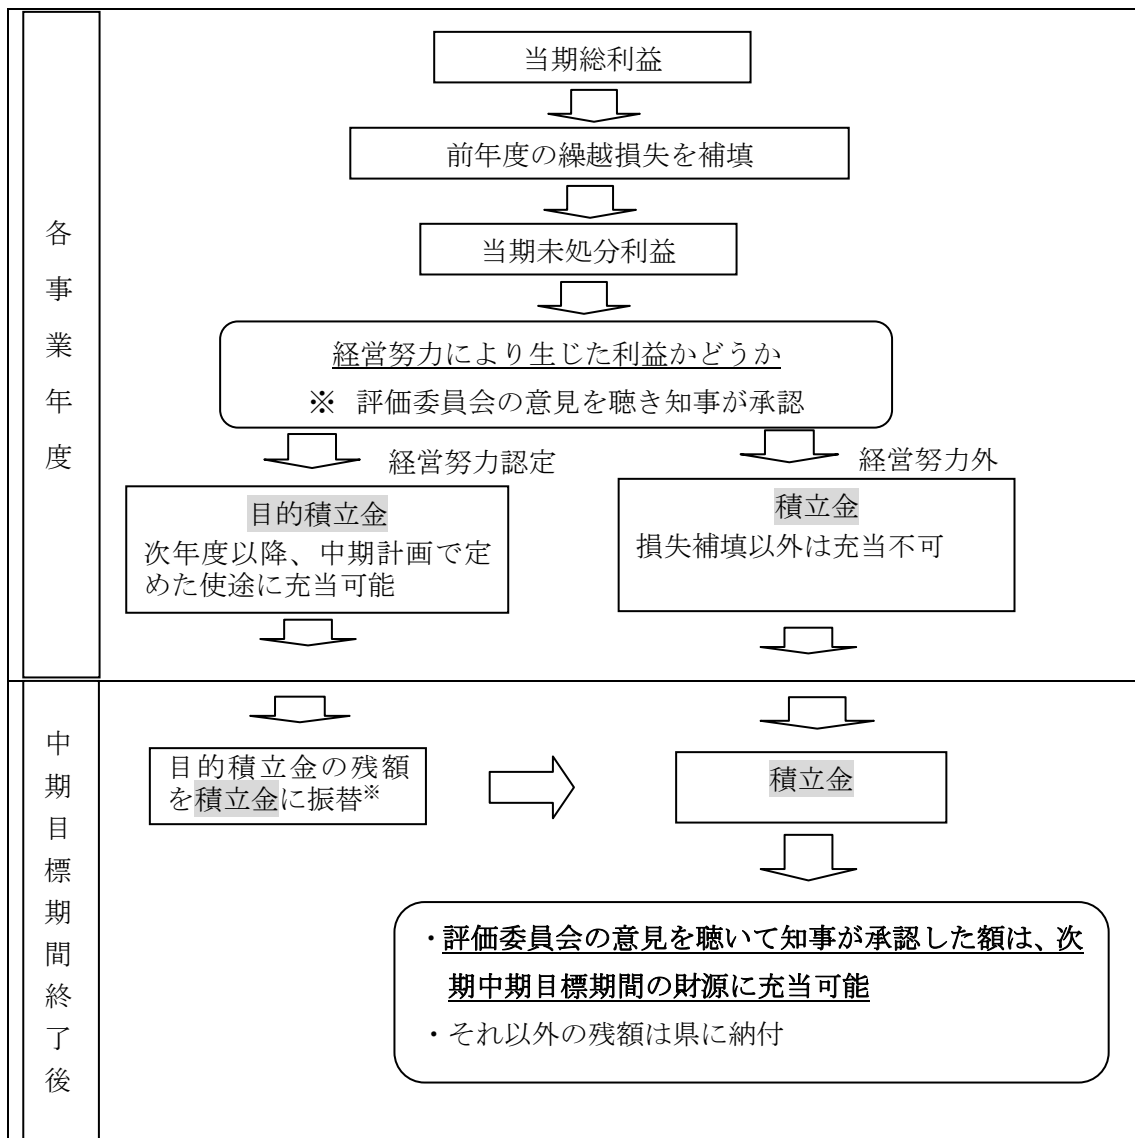 各事業年度
当期総利益
前年度の繰越損失を補填
当期未処分利益
経営努力により生じた利益かどうか
※ 評価委員会の意見を聴き知事が承認
経営努力認定
経営努力外
目的積立金
次年度以降、中期計画で定
めた使途に充当可能
積立金
損失補填以外は充当不可
中期目標期間終了後
目的積立金の残額
を積立金に振替※
積立金
・評価委員会の意見を聴いて知事が承認した額は、次
期中期目標期間の財源に充当可能
・それ以外の残額は県に納付